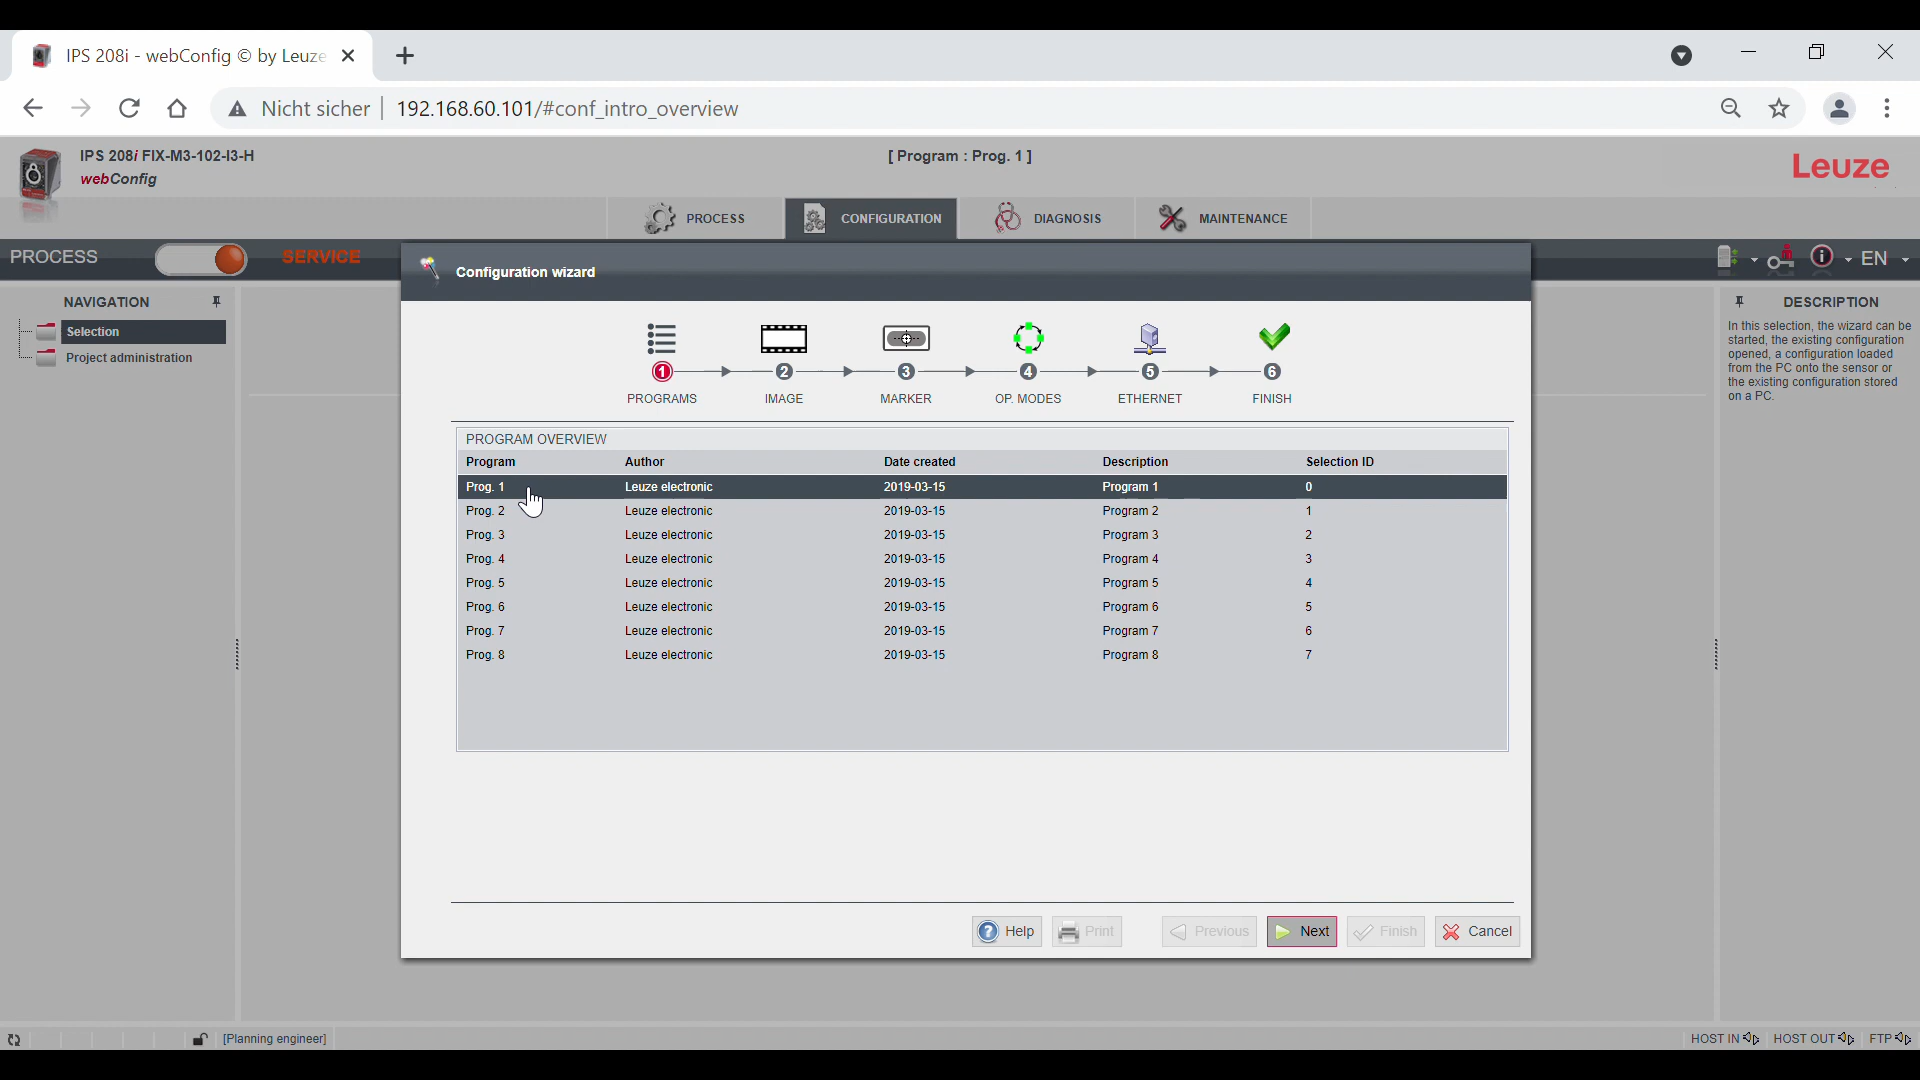 IPS 208i - webConfig © by Leuze
Nicht sicher 192.168.60.101/#conf_intro_overview
IPS 208i FIX-M3-102-I3-H
webConfig
[ Program : Prog. 1 ]
Leuze
PROCESS CONFIGURATION DIAGNOSIS MAINTENANCE
PROCESS SERVICE
EN
Configuration wizard
NAVIGATION
Selection
Project administration
DESCRIPTION
In this selection, the wizard can be
started, the existing configuration
opened, a configuration loaded
from the PC onto the sensor or
the existing configuration stored
on a PC.
1 2 3 4 5 6
PROGRAMS IMAGE MARKER OP. MODES ETHERNET FINISH
PROGRAM OVERVIEW
Program Author Date created Description Selection ID
Prog. 1 Leuze electronic 2019-03-15 Program 1 0
Prog. 2 Leuze electronic 2019-03-15 Program 2 1
Prog. 3 Leuze electronic 2019-03-15 Program 3 2
Prog. 4 Leuze electronic 2019-03-15 Program 4 3
Prog. 5 Leuze electronic 2019-03-15 Program 5 4
Prog. 6 Leuze electronic 2019-03-15 Program 6 5
Prog. 7 Leuze electronic 2019-03-15 Program 7 6
Prog. 8 Leuze electronic 2019-03-15 Program 8 7
Help Print Previous Next Finish Cancel
[Planning engineer]
HOST IN HOST OUT FTP